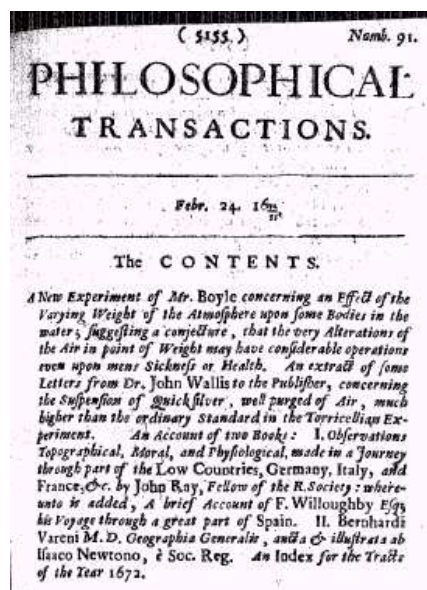 ( 5155 ) Numb. 91.
PHILOSOPHICAL
TRANSACTIONS.
Febr. 24. 167 2/3.
The CONTENTS.
A New Experiment of Mr. Boyle concerning an Effect of the
Varying Weight of the Atmosphere upon ſome Bodies in the
water; ſuggeſting a conjecture, that the very Alterations of
the Air in point of Weight may have conſiderable operations
even upon mens Sickneſs or Health. An extract of ſome
Letters from Dr. John Wallis to the Publiſher, concerning
the Suſpenſion of Quickſilver, well purged of Air, much
higher than the ordinary Standard in the Torricellian Ex-
periment. An Account of two Books: I. Obſervations
Topographical, Moral, and Phyſiological, made in a Journey
through part of the Low Countries, Germany, Italy, and
France, &c. by John Ray, Fellow of the R. Society: where-
unto is added, A brief Account of F. Willoughby Eſq;
his Voyage through a great part of Spain. II. Bernhardi
Vareni M. D. Geographia Generalis, aucta & illuſtrata ab
Iſaaco Newtono, è Soc. Reg. An Index for the Tracts
of the Year 1672.